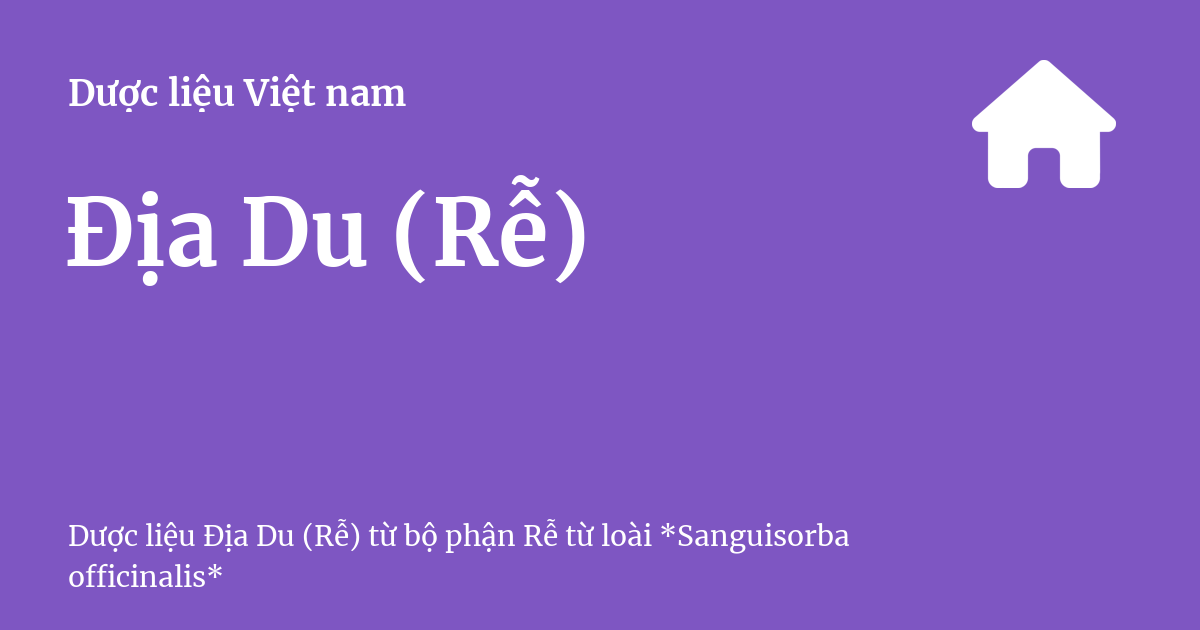 Dược liệu Việt nam
Địa Du (Rễ)
Dược liệu Địa Du (Rễ) từ bộ phận Rễ từ loài *Sanguisorba
officinalis*